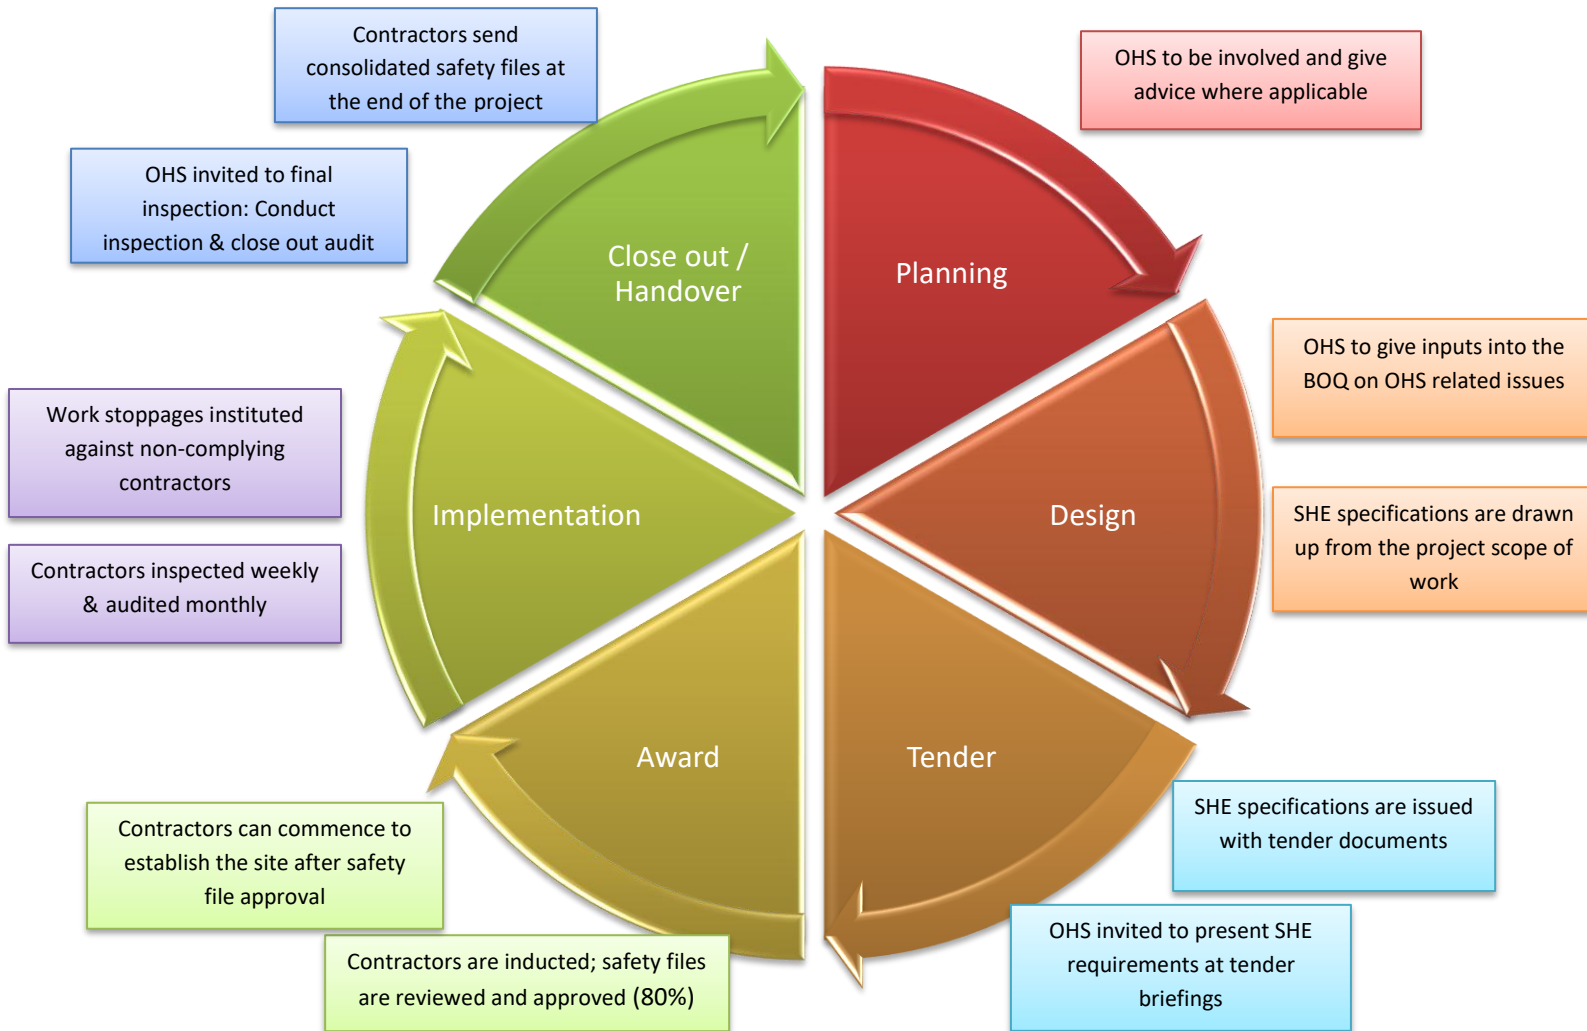 Contractors send
consolidated safety files at
the end of the project
OHS to be involved and give
advice where applicable
OHS invited to final
inspection: Conduct
inspection & close out audit
Close out /
Handover
Planning
OHS to give inputs into the
BOQ on OHS related issues
Work stoppages instituted
against non-complying
contractors
Implementation
Design
SHE specifications are drawn
up from the project scope of
work
Contractors inspected weekly
& audited monthly
Award
Tender
SHE specifications are issued
with tender documents
Contractors can commence to
establish the site after safety
file approval
OHS invited to present SHE
requirements at tender
briefings
Contractors are inducted; safety files
are reviewed and approved (80%)